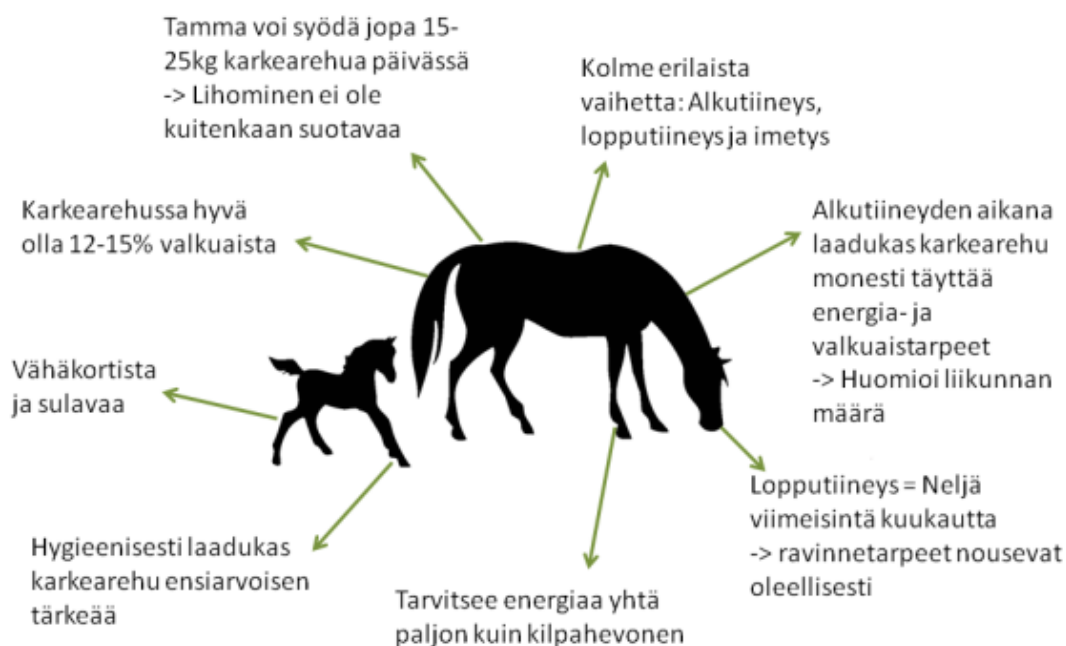 Tamma voi syödä jopa 15-
25kg karkearehua päivässä
-> Lihominen ei ole
kuitenkaan suotavaa
Kolme erilaista
vaihetta: Alkutiineys,
lopputiineys ja imetys
Karkearehussa hyvä
olla 12-15% valkuaista
Alkutiineyden aikana
laadukas karkearehu
monesti täyttää
energia- ja
valkuaistarpeet
-> Huomioi liikunnan
määrä
Vähäkortista
ja sulavaa
Lopputiineys = Neljä
viimeisintä kuukautta
-> ravinnetarpeet nousevat
oleellisesti
Hygieenisesti laadukas
karkearehu ensiarvoisen
tärkeää
Tarvitsee energiaa yhtä
paljon kuin kilpahevonen